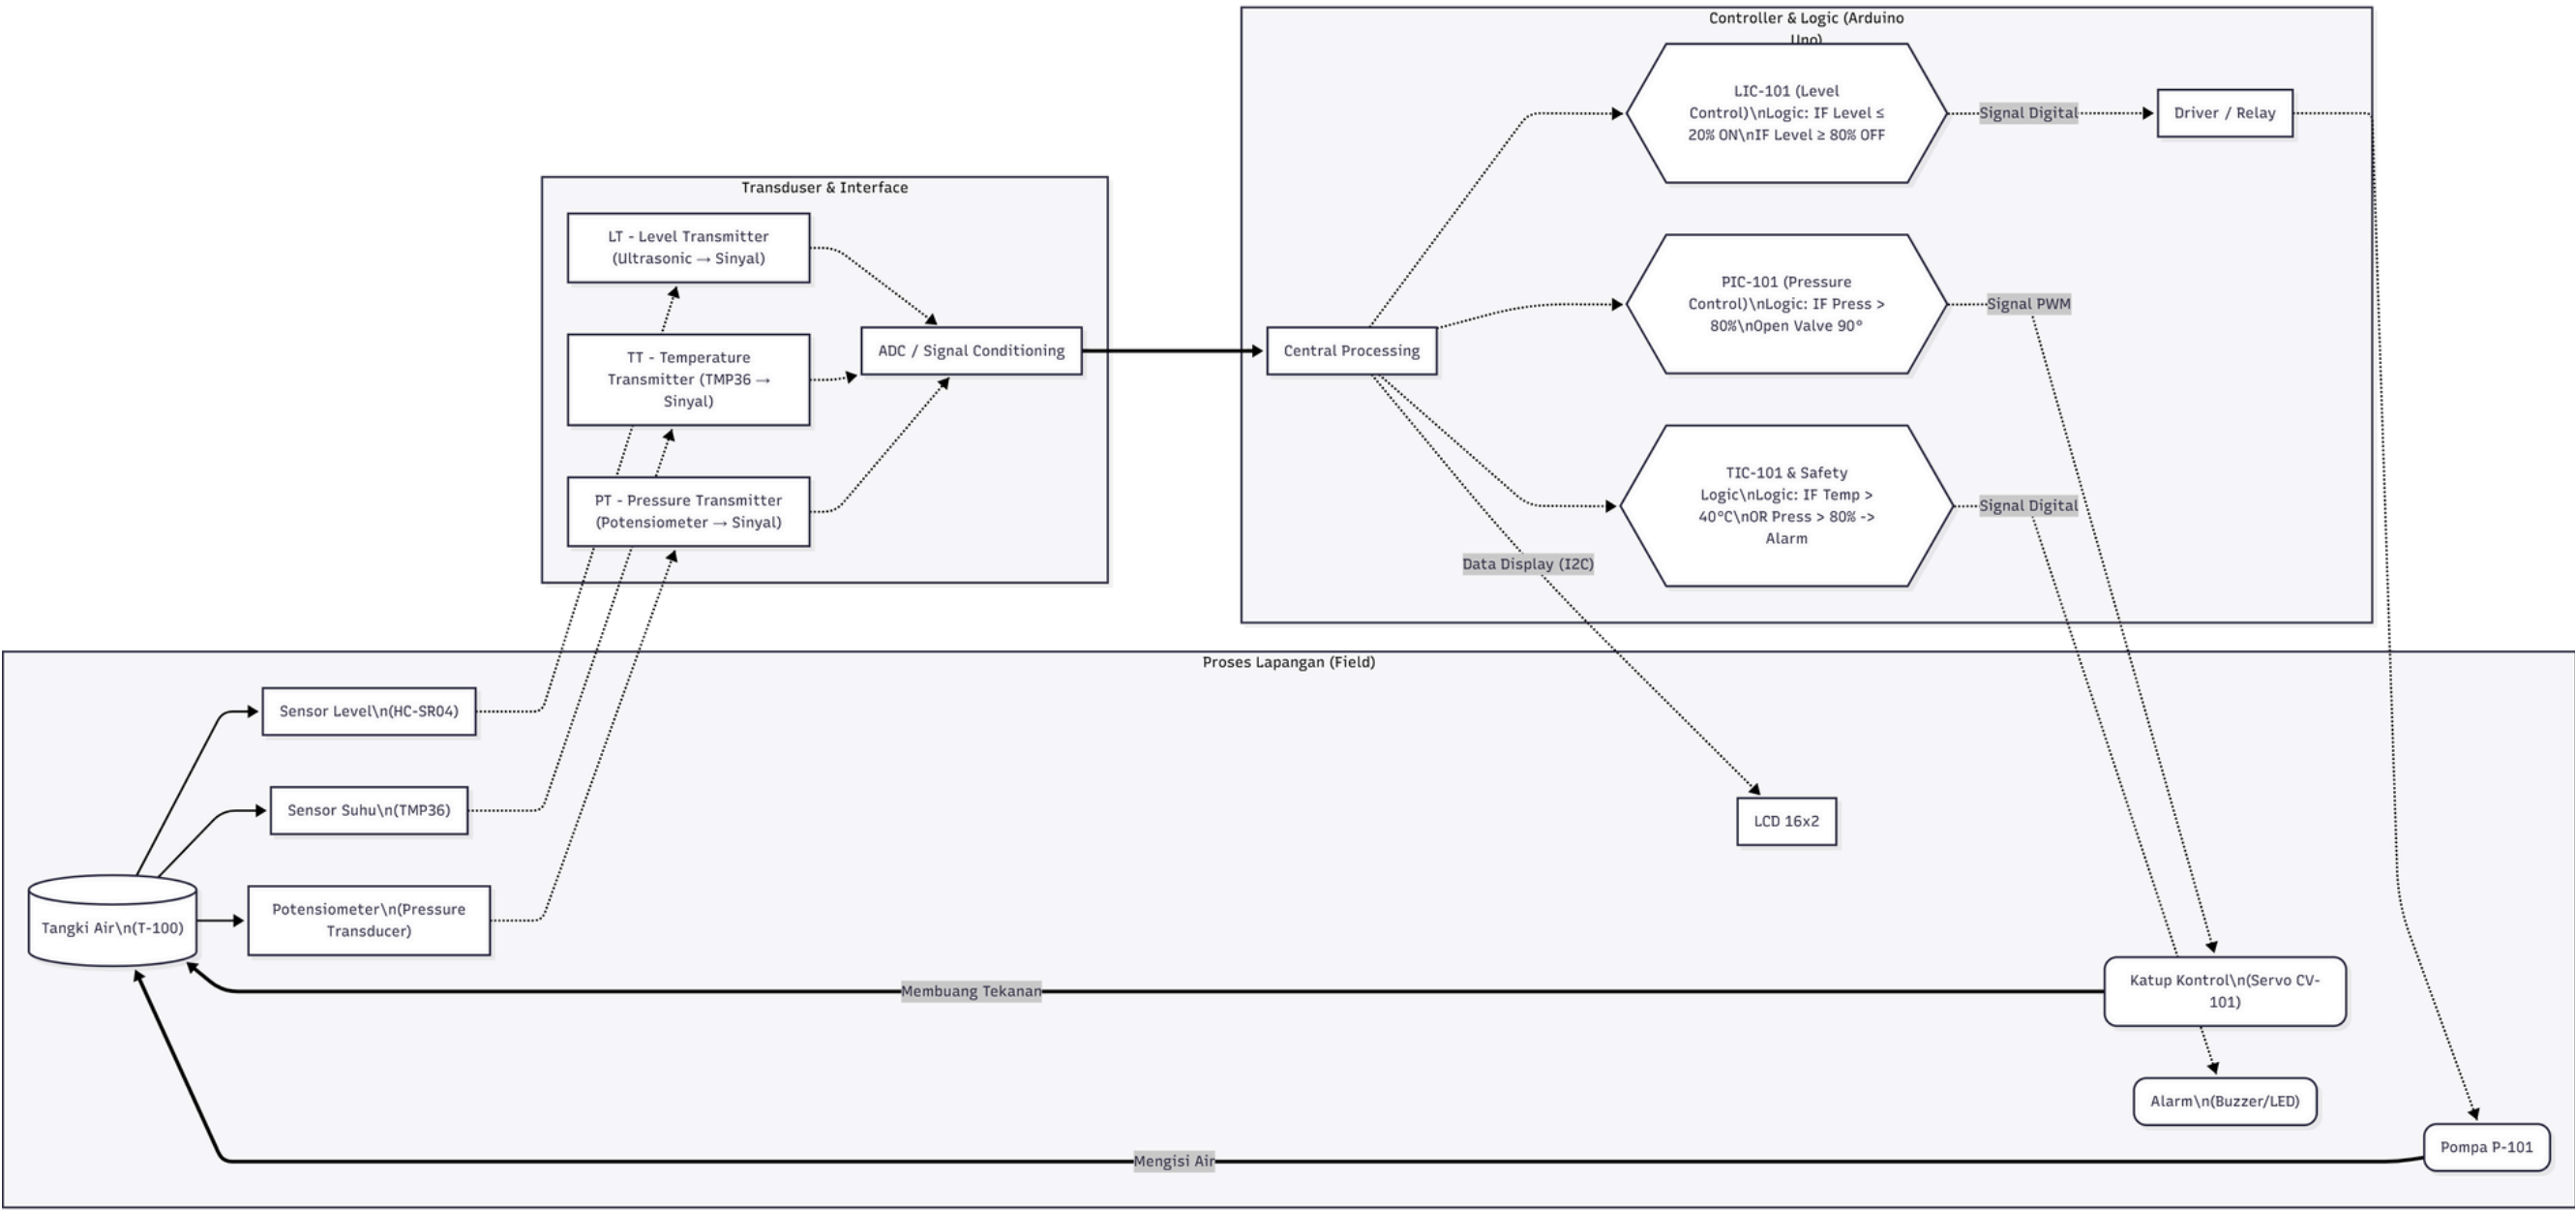 Controller & Logic (Arduino
Uno)
LIC-101 (Level
Control)\nLogic: IF Level ≤
20% ON\nIF Level ≥ 80% OFF
Signal Digital
Driver / Relay
Transduser & Interface
LT - Level Transmitter
(Ultrasonic → Sinyal)
TT - Temperature
Transmitter (TMP36 →
Sinyal)
PT - Pressure Transmitter
(Potensiometer → Sinyal)
ADC / Signal Conditioning
Central Processing
PIC-101 (Pressure
Control)\nLogic: IF Press >
80%\nOpen Valve 90°
Signal PWM
TIC-101 & Safety
Logic\nLogic: IF Temp >
40°C\nOR Press > 80% ->
Alarm
Signal Digital
Data Display (I2C)
Proses Lapangan (Field)
Sensor Level\n(HC-SR04)
Sensor Suhu\n(TMP36)
Tangki Air\n(T-100)
Potensiometer\n(Pressure
Transducer)
LCD 16x2
Membuang Tekanan
Katup Kontrol\n(Servo CV-
101)
Alarm\n(Buzzer/LED)
Mengisi Air
Pompa P-101